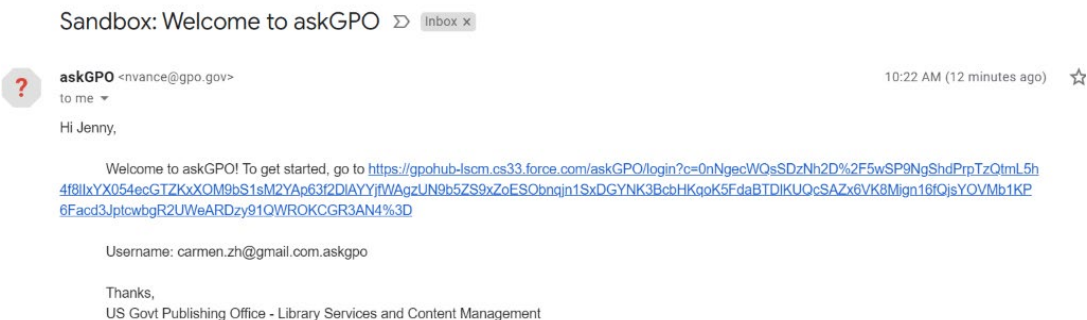 Sandbox: Welcome to askGPO Inbox x
askGPO <nvance@gpo.gov> 10:22 AM (12 minutes ago)
?
to me
Hi Jenny,
Welcome to askGPO! To get started, go to https://gpohub-lscm.cs33.force.com/askGPO/login?c=0nNgecWQsSDzNh2D%2F5wSP9NgShdPrpTzQtmL5h
4f8lIxYX054ecGTZKxXOM9bS1sM2YAp63f2DlAYYjfWAgzUN9b5ZS9xZoESObnqjn1SxDGYNK3BcbHKqoK5FdaBTDIKUQcSAZx6VK8Mign16fQjsYOVMb1KP
6Facd3JptcwbgR2UWeARDzy91QWROKCGR3AN4%3D
Username: carmen.zh@gmail.com.askgpo
Thanks,
US Govt Publishing Office - Library Services and Content Management